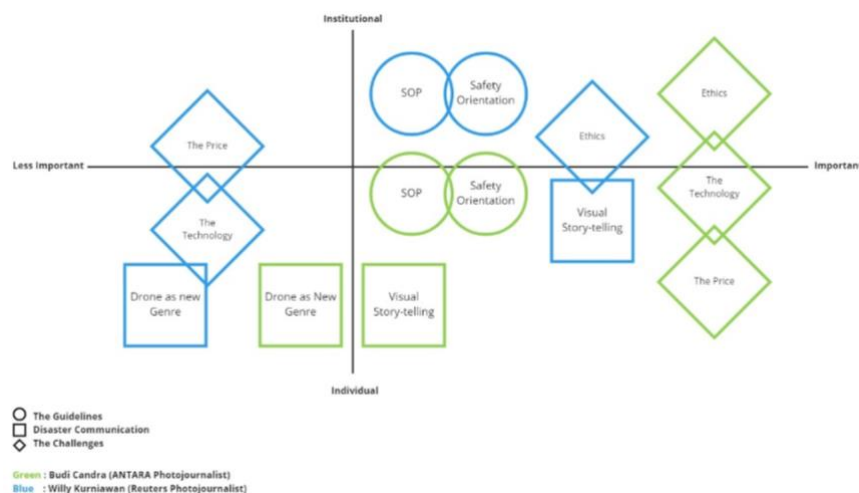 Institutional
SOP
Safety
Orientation
Ethics
Ethics
The Price
Less Important
Importan
SOP
Safety
Orientation
The
Technology
Visual
Story-telling
The
Technology
The Price
Drone as new
Genre
Drone as New
Genre
Visual
Story-telling
Individual
The Guidelines
Disaster Communication
The Challenges
Green : Budi Candra (ANTARA Photojournalist)
Blue : Willy Kurniawan (Reuters Photojournalist)